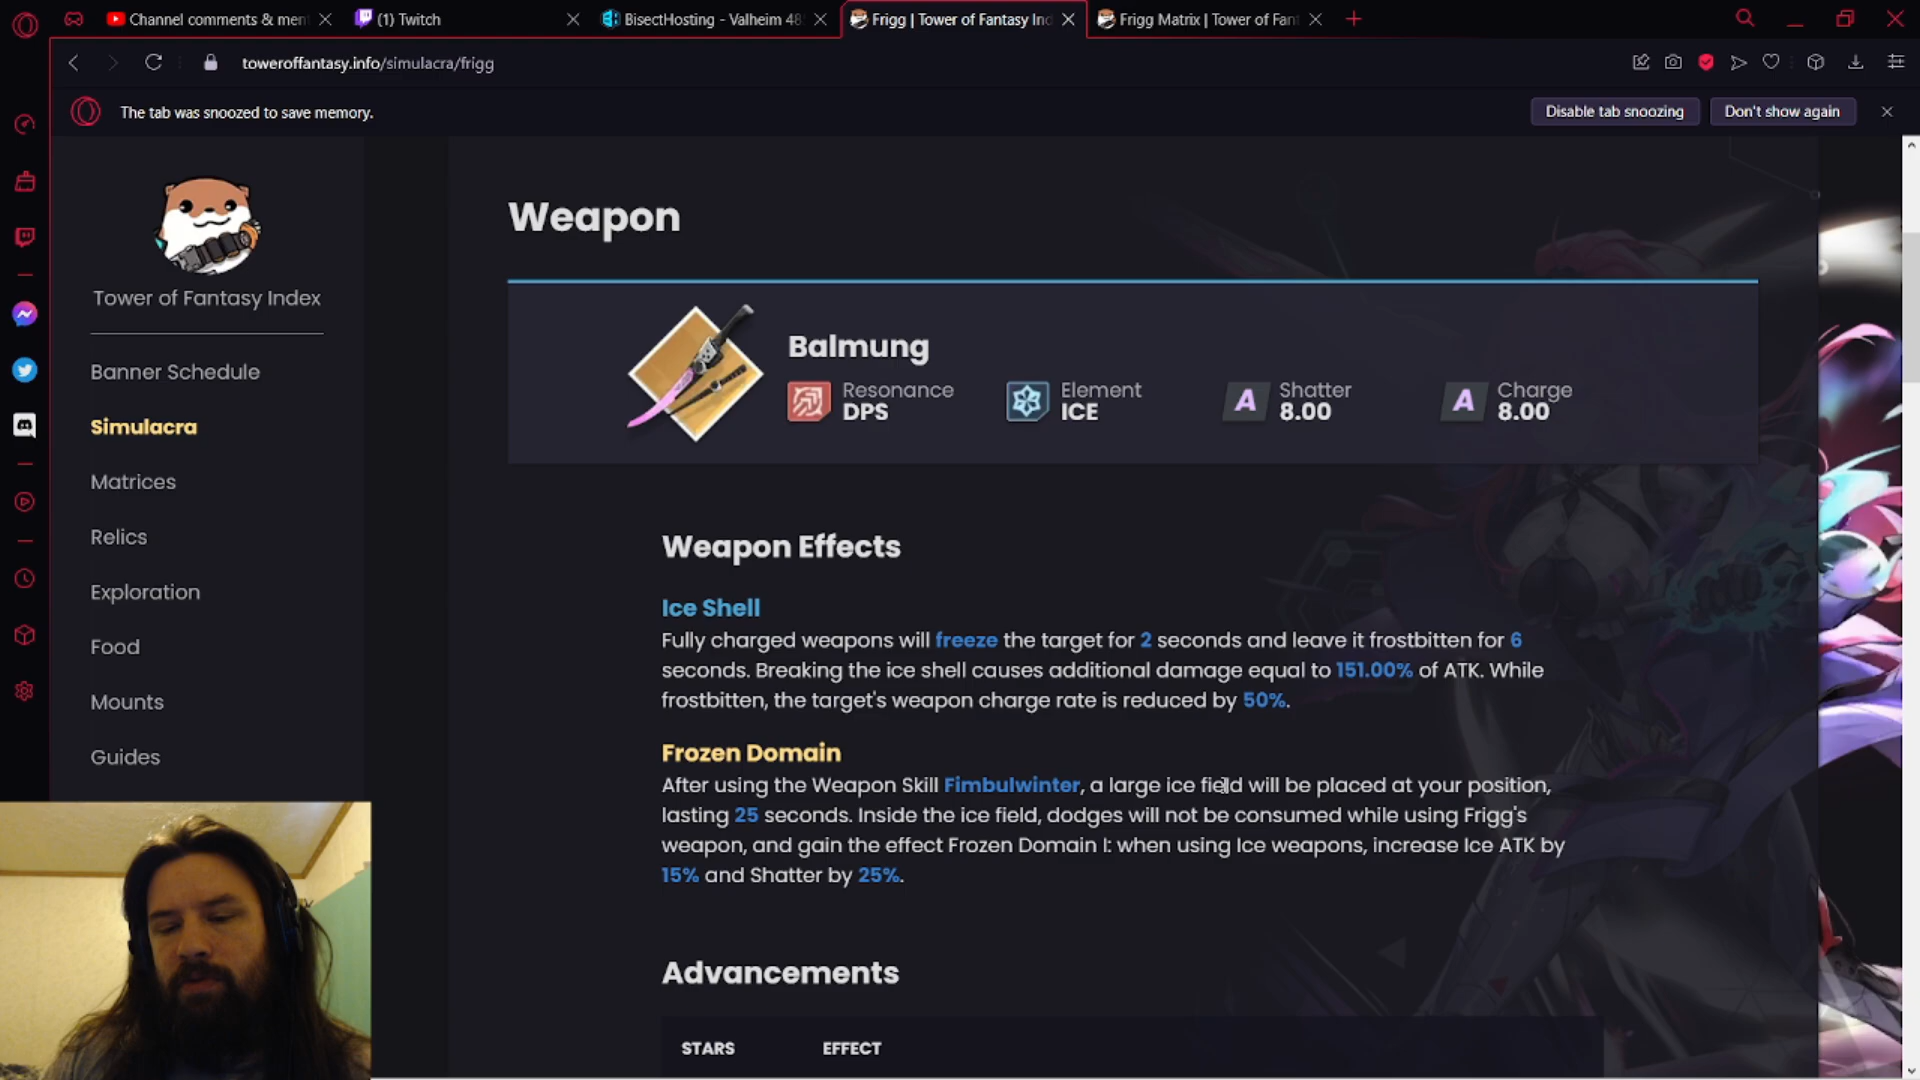 Channel comments & men
(1) Twitch
BisectHosting - Valheim 48
Frigg | Tower of Fantasy Ind
Frigg Matrix | Tower of Fant
toweroffantasy.info/simulacra/frigg
The tab was snoozed to save memory.
Disable tab snoozing
Don't show again
Tower of Fantasy Index
Banner Schedule
Simulacra
Matrices
Relics
Exploration
Food
Mounts
Guides
Weapon
Balmung
Resonance
DPS
Element
ICE
A
Shatter
8.00
A
Charge
8.00
Weapon Effects
Ice Shell
Fully charged weapons will freeze the target for 2 seconds and leave it frostbitten for 6
seconds. Breaking the ice shell causes additional damage equal to 151.00% of ATK. While
frostbitten, the target's weapon charge rate is reduced by 50%.
Frozen Domain
After using the Weapon Skill Fimbulwinter, a large ice field will be placed at your position,
lasting 25 seconds. Inside the ice field, dodges will not be consumed while using Frigg's
weapon, and gain the effect Frozen Domain I: when using Ice weapons, increase Ice ATK by
15% and Shatter by 25%.
Advancements
STARS
EFFECT